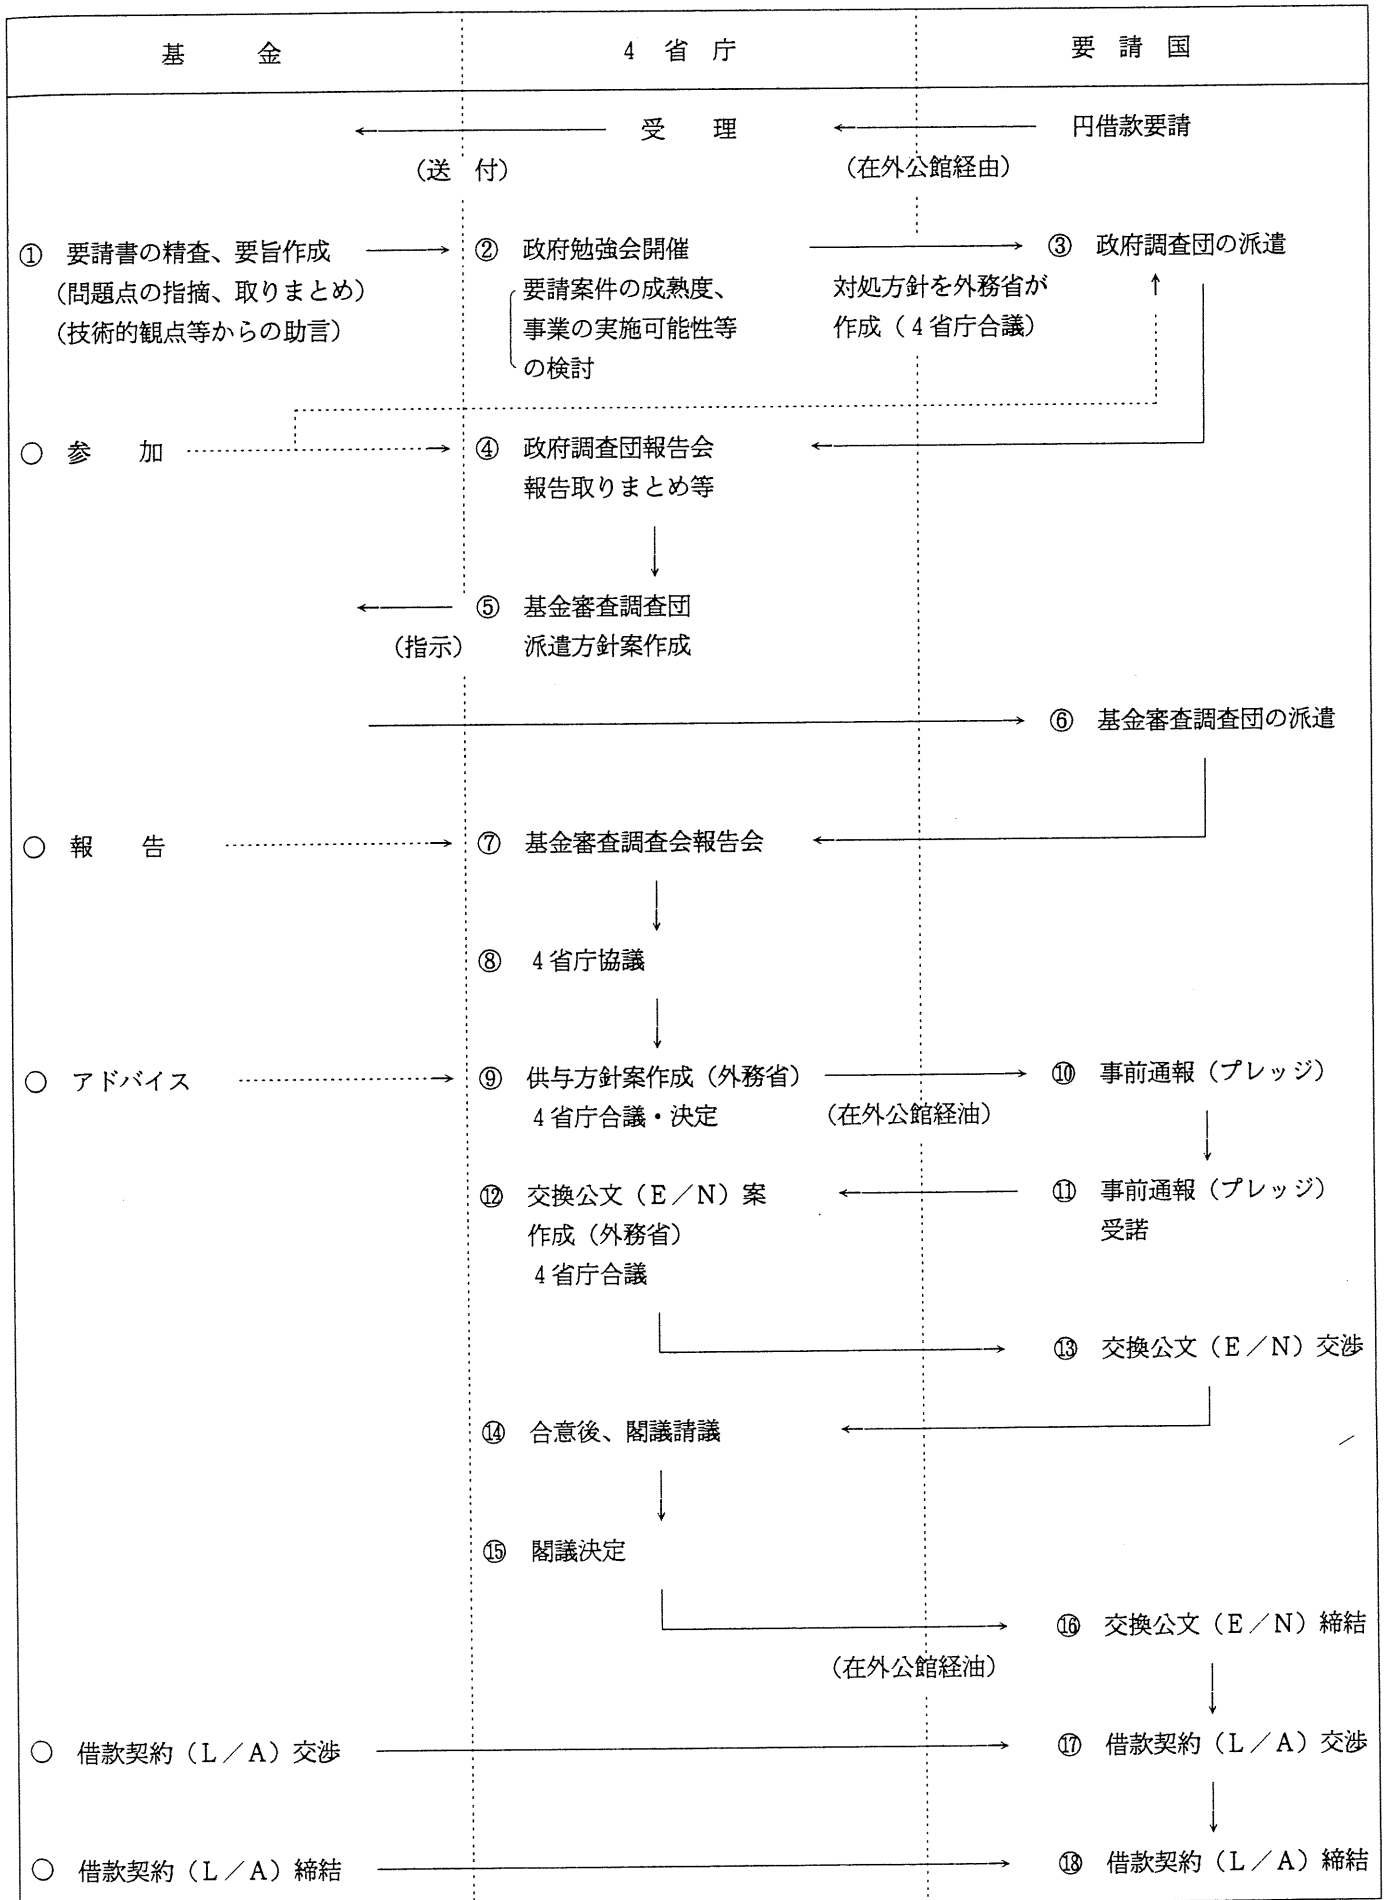 基金 4省庁 要請国
受理 円借款要請
（送付） （在外公館経由）
① 要請書の精査、要旨作成 ② 政府勉強会開催 ③ 政府調査団の派遣
（問題点の指摘、取りまとめ） 要請案件の成熟度、 対処方針を外務省が
（技術的観点等からの助言） 事業の実施可能性等 作成（４省庁合議）
の検討
○ 参加 ④ 政府調査団報告会
報告取りまとめ等
⑤ 基金審査調査団
（指示） 派遣方針案作成
⑥ 基金審査調査団の派遣
○ 報告 ⑦ 基金審査調査会報告会
⑧ 4省庁協議
○ アドバイス ⑨ 供与方針案作成（外務省） ⑩ 事前通報（プレッジ）
4省庁合議・決定 （在外公館経油）
⑫ 交換公文（E／N）案 ⑪ 事前通報（プレッジ）
作成（外務省） 受諾
4省庁合議
⑬ 交換公文（E／N）交渉
⑭ 合意後、閣議請議
⑮ 閣議決定
⑯ 交換公文（E／N）締結
（在外公館経油）
○ 借款契約（L／A）交渉 ⑰ 借款契約（L／A）交渉
○ 借款契約（L／A）締結 ⑱ 借款契約（L／A）締結